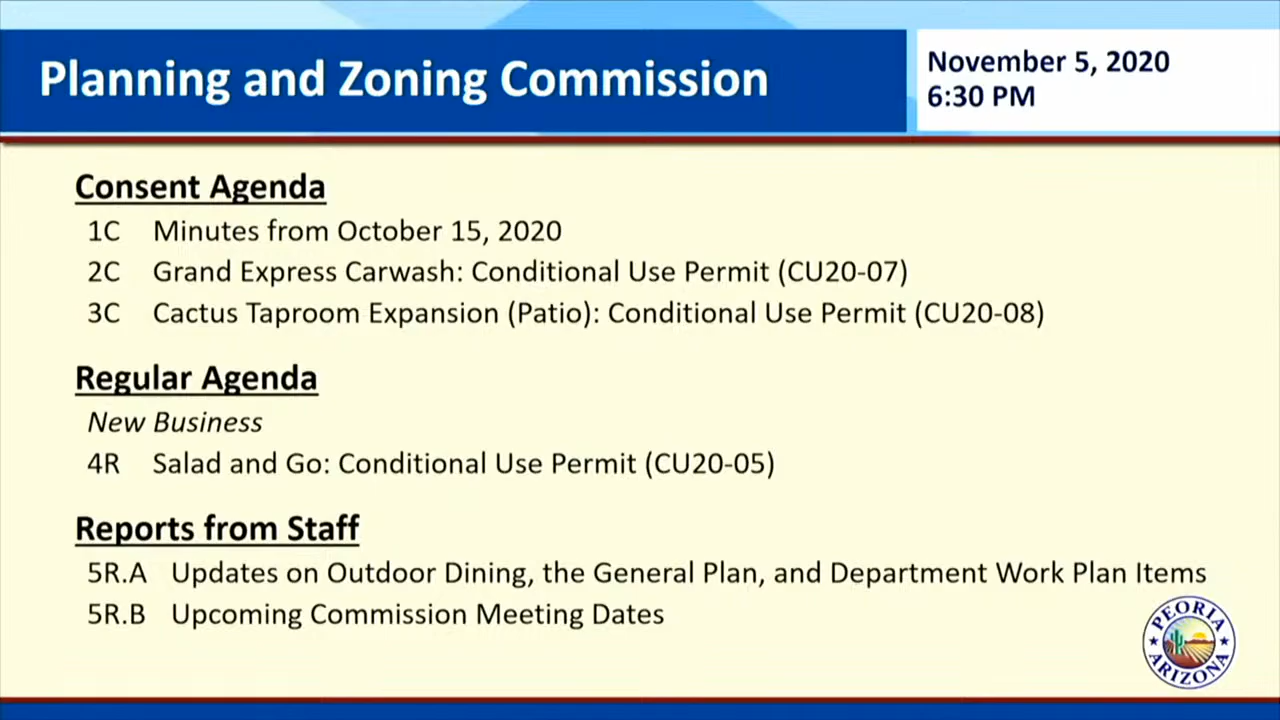 Planning and Zoning Commission
November 5, 2020
6:30 PM
Consent Agenda
1C Minutes from October 15, 2020
2C Grand Express Carwash: Conditional Use Permit (CU20-07)
3C Cactus Taproom Expansion (Patio): Conditional Use Permit (CU20-08)
Regular Agenda
New Business
4R Salad and Go: Conditional Use Permit (CU20-05)
Reports from Staff
5R.A Updates on Outdoor Dining, the General Plan, and Department Work Plan Items
5R.B Upcoming Commission Meeting Dates
PEORIA
ARIZONA